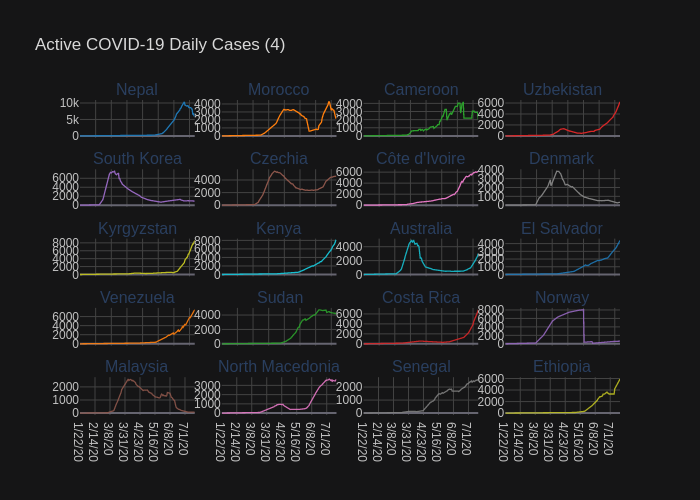 Active COVID-19 Daily Cases (4)
Nepal Morocco Cameroon Uzbekistan
10k 4000 4000 6000
5k 3000 3000 4000
2000 2000 2000
1000 1000
0 0 0 0
South Korea Czechia Côte d'Ivoire Denmark
6000 4000 6000 4000
4000 4000 3000
2000 2000 2000
1000
0 0 0 0
Kyrgyzstan Kenya Australia El Salvador
8000 8000 4000 4000
6000 6000 3000
4000 4000 2000 2000
2000 2000 1000
0 0 0 0
Venezuela Sudan Costa Rica Norway
6000 4000 6000 8000
4000 4000 6000
2000 2000 2000 4000
2000
0 0 0 0
Malaysia North Macedonia Senegal Ethiopia
2000 3000 2000 6000
2000 4000
1000 1000 1000 2000
0 0 0 0
1/22/20 2/14/20 3/8/20 3/31/20 4/23/20 5/16/20 6/8/20 7/1/20 1/22/20 2/14/20 3/8/20 3/31/20 4/23/20 5/16/20 6/8/20 7/1/20 1/22/20 2/14/20 3/8/20 3/31/20 4/23/20 5/16/20 6/8/20 7/1/20 1/22/20 2/14/20 3/8/20 3/31/20 4/23/20 5/16/20 6/8/20 7/1/20